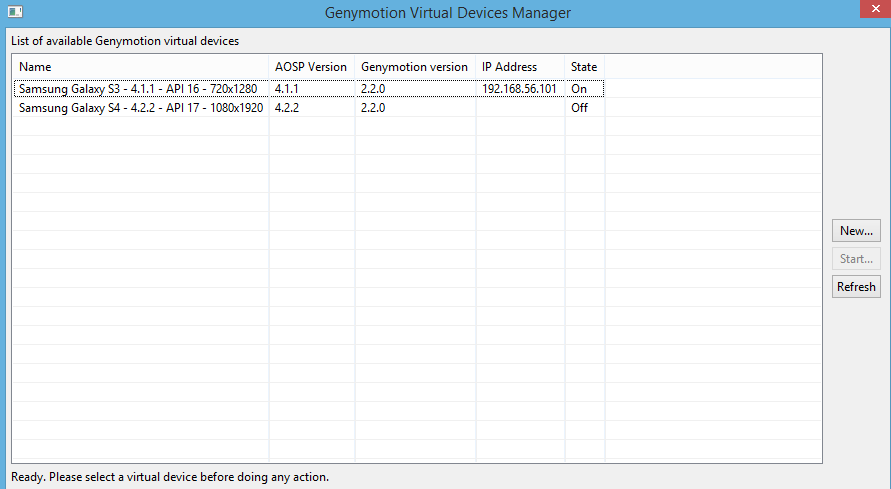 Genymotion Virtual Devices Manager
List of available Genymotion virtual devices
Name AOSP Version Genymotion version IP Address State
Samsung Galaxy S3 - 4.1.1 - API 16 - 720x1280 4.1.1 2.2.0 192.168.56.101 On
Samsung Galaxy S4 - 4.2.2 - API 17 - 1080x1920 4.2.2 2.2.0 Off
New...
Start...
Refresh
Ready. Please select a virtual device before doing any action.